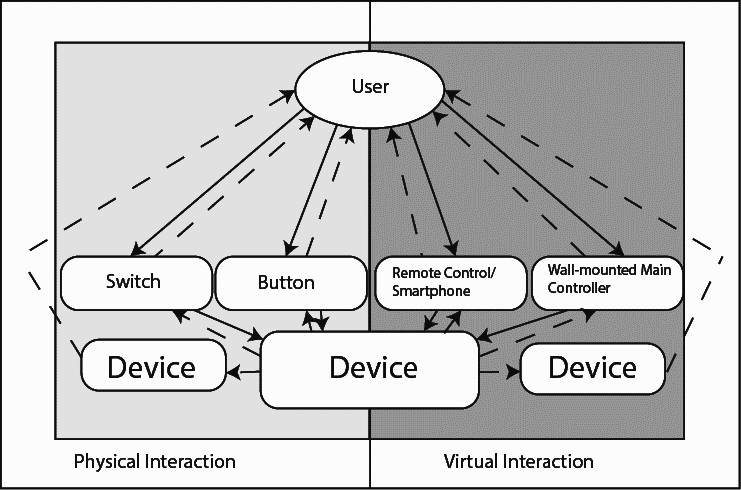 User
Switch
Button
Remote Control/
Smartphone
Wall-mounted Main
Controller
Device
Device
Device
Physical Interaction
Virtual Interaction